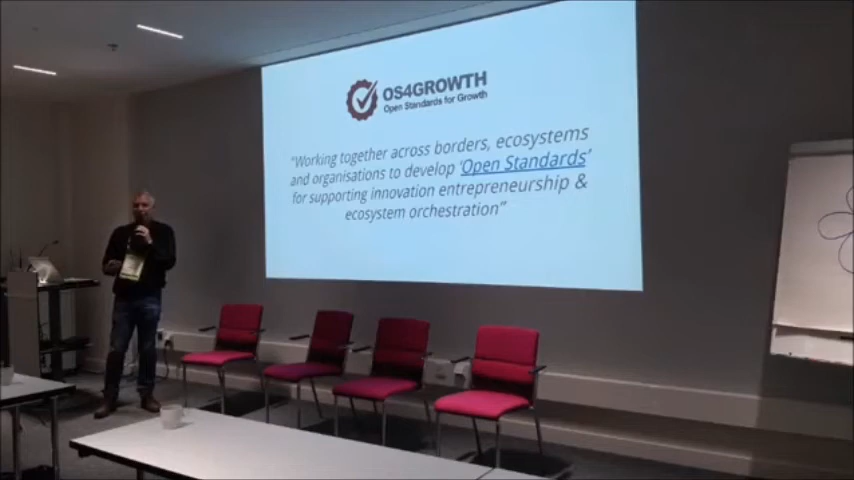 OS4GROWTH
Open Standards for Growth
"Working together across borders, ecosystems
and organisations to develop 'Open Standards'
for supporting innovation entrepreneurship &
ecosystem orchestration"